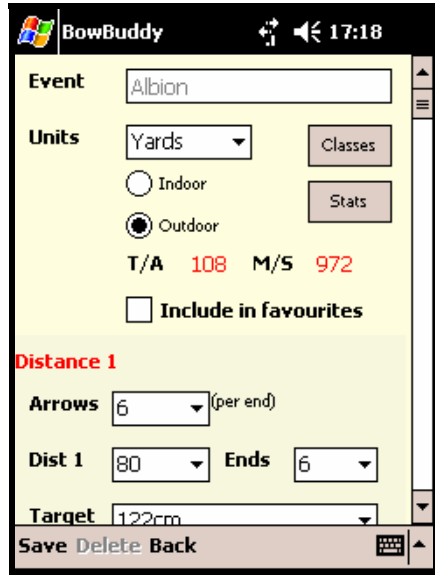 BowBuddy 17:18
Event Albion
Units Yards Classes
Indoor
Stats
Outdoor
T/A 108 M/S 972
Include in favourites
Distance 1
Arrows 6 (per end)
Dist 1 80 Ends 6
Target 122cm
Save Delete Back